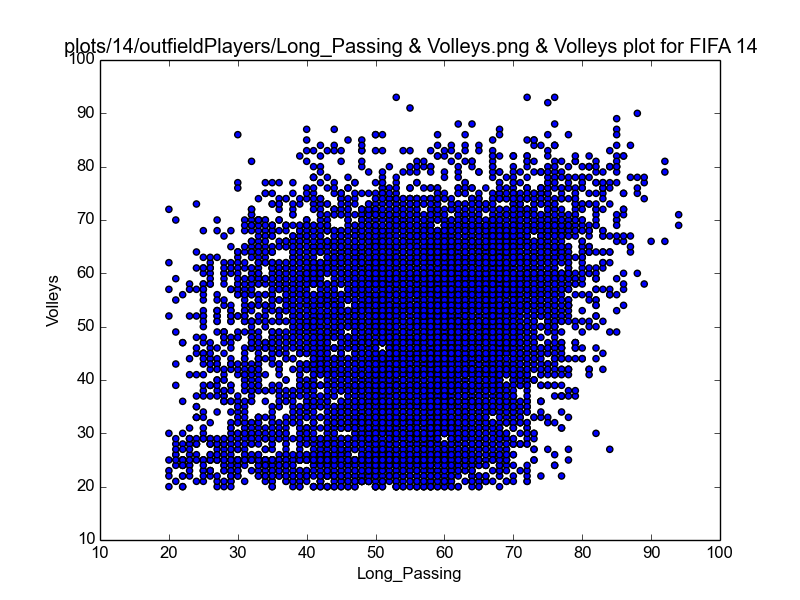 plots/14/outfieldPlayers/Long_Passing & Volleys.png & Volleys plot for FIFA 14
100
90
80
70
60
50
40
30
20
10
Volleys
10 20 30 40 50 60 70 80 90 100
Long_Passing